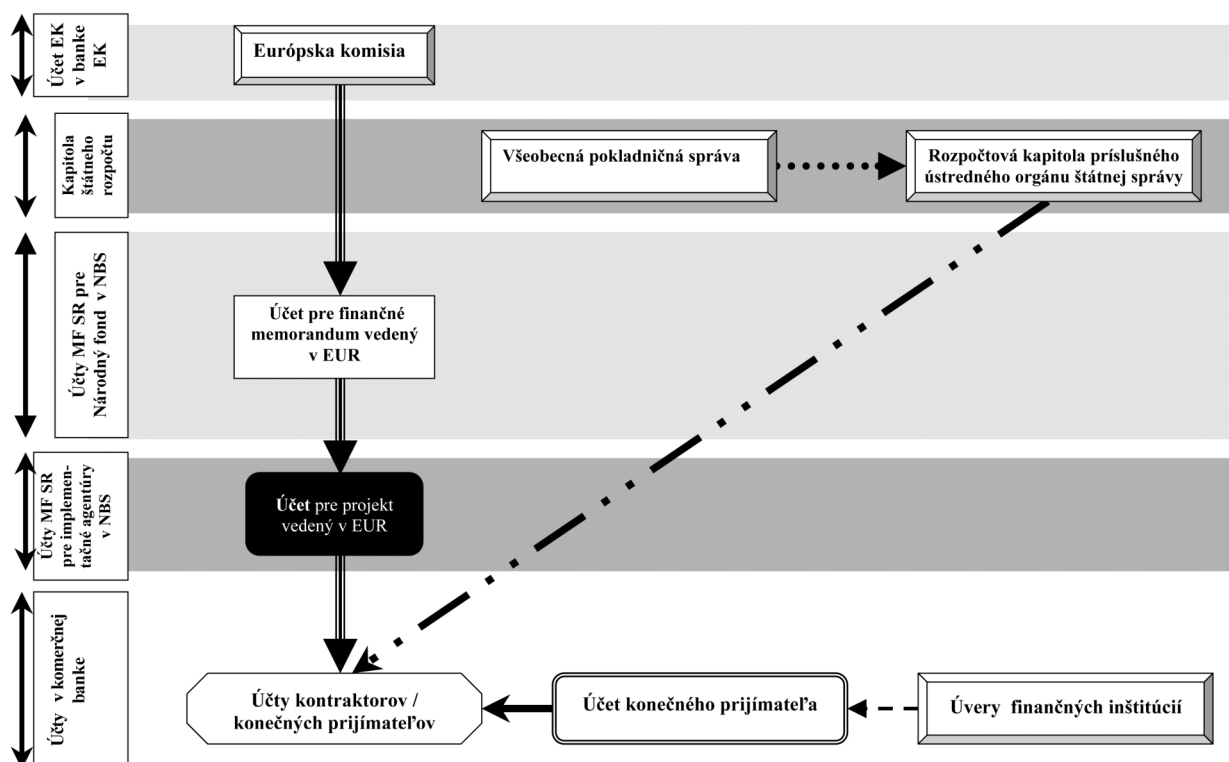 Účet EK
v banke
EK
Európska komisia
Kapitola
štátneho
rozpočtu
Všeobecná pokladničná správa
Rozpočtová kapitola príslušného
ústredného orgánu štátnej správy
Účty MF SR pre
Národný fond v NBS
Účet pre finančné
memorandum vedený
v EUR
Účty MF SR
pre implemen-
tačné agentúry
v NBS
Účet pre projekt
vedený v EUR
Účty v komerčnej
banke
Účty kontraktorov /
konečných prijímateľov
Účet konečného prijímateľa
Úvery finančných inštitúcií